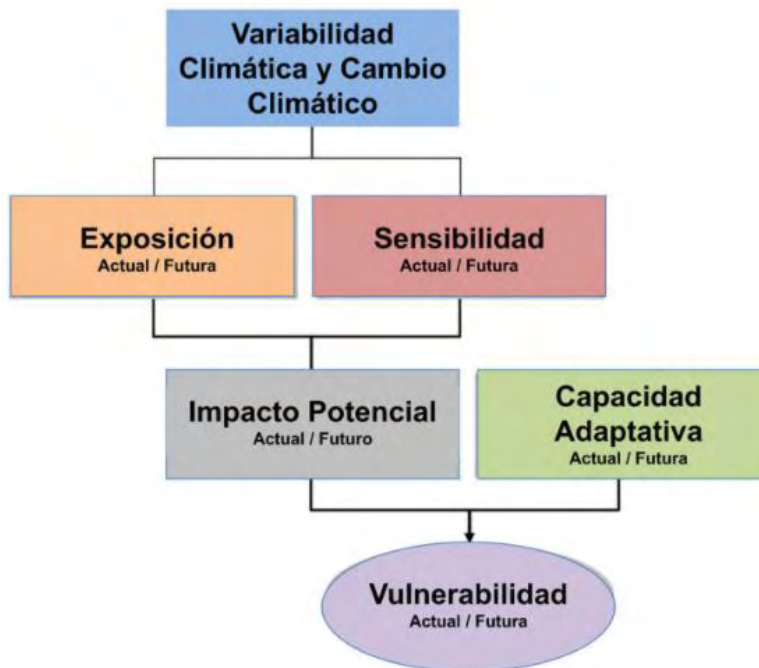 Variabilidad
Climática y Cambio
Climático
Exposición
Actual / Futura
Sensibilidad
Actual / Futura
Impacto Potencial
Actual / Futuro
Capacidad
Adaptativa
Actual / Futura
Vulnerabilidad
Actual / Futura